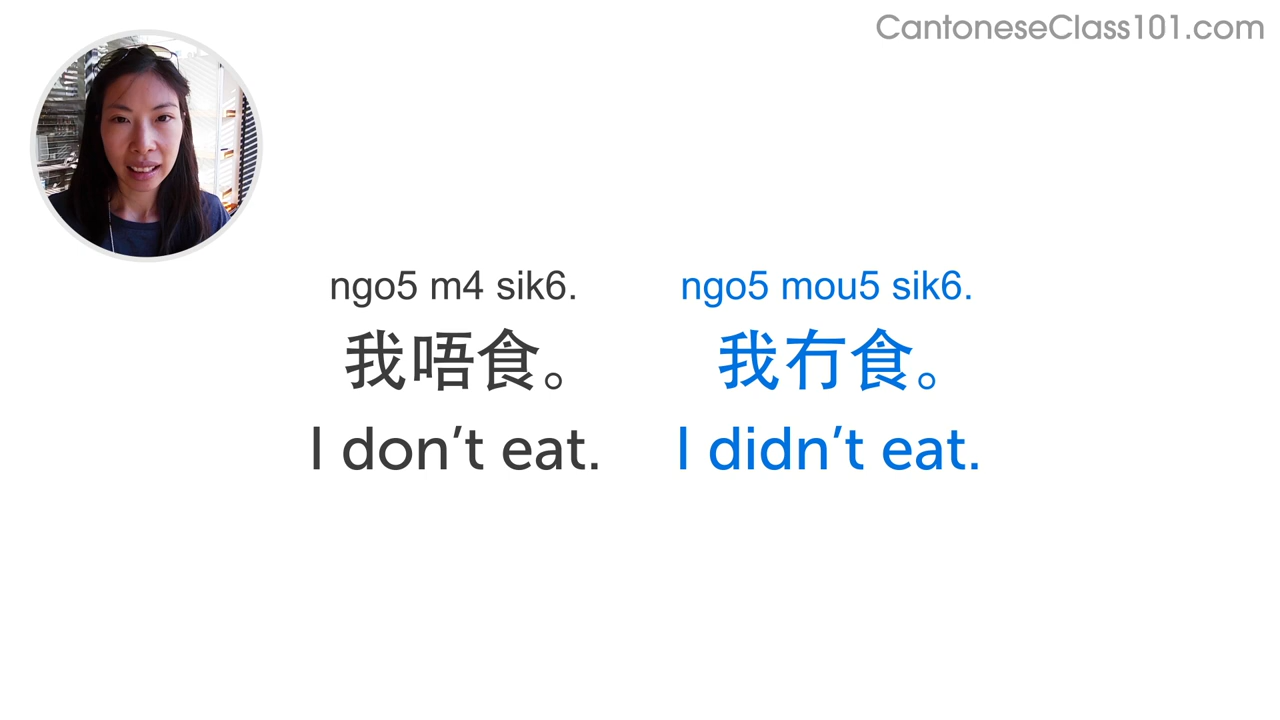 CantoneseClass101.com
ngo5 m4 sik6.
我唔食。
I don't eat.
ngo5 mou5 sik6.
我冇食。
I didn't eat.